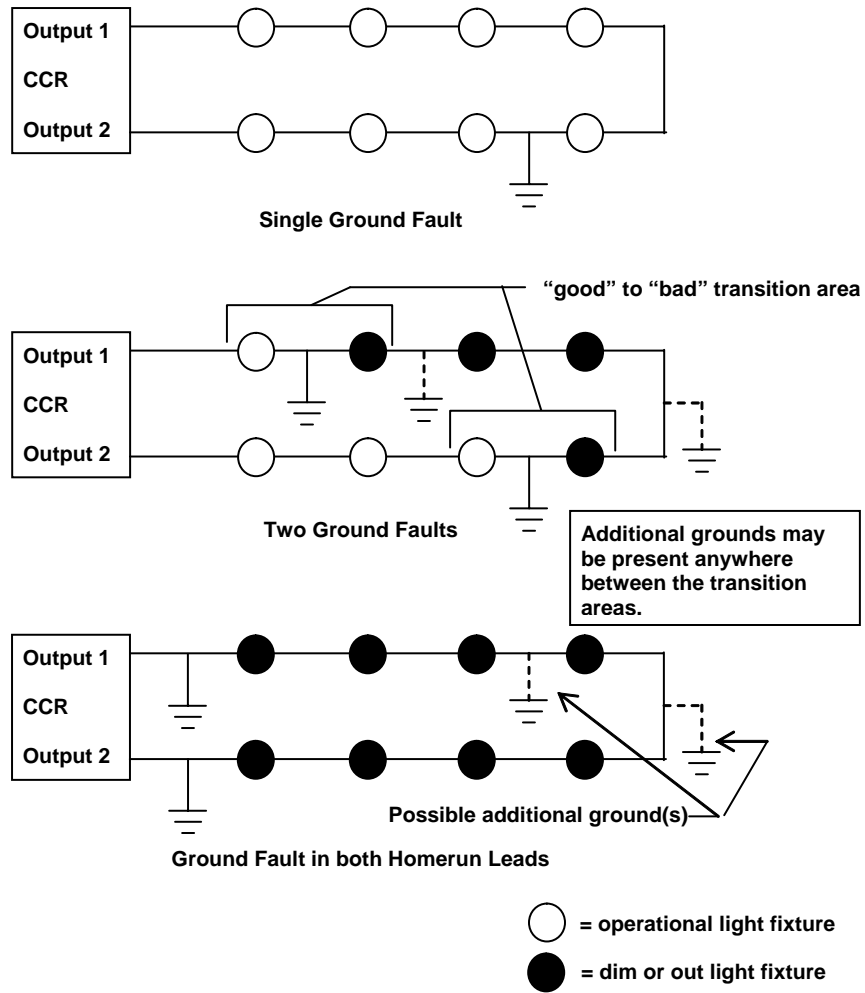 Output 1
CCR
Output 2
Single Ground Fault
“good” to “bad” transition area
Output 1
CCR
Output 2
Two Ground Faults
Additional grounds may
be present anywhere
between the transition
areas.
Output 1
CCR
Output 2
Possible additional ground(s)
Ground Fault in both Homerun Leads
= operational light fixture
= dim or out light fixture